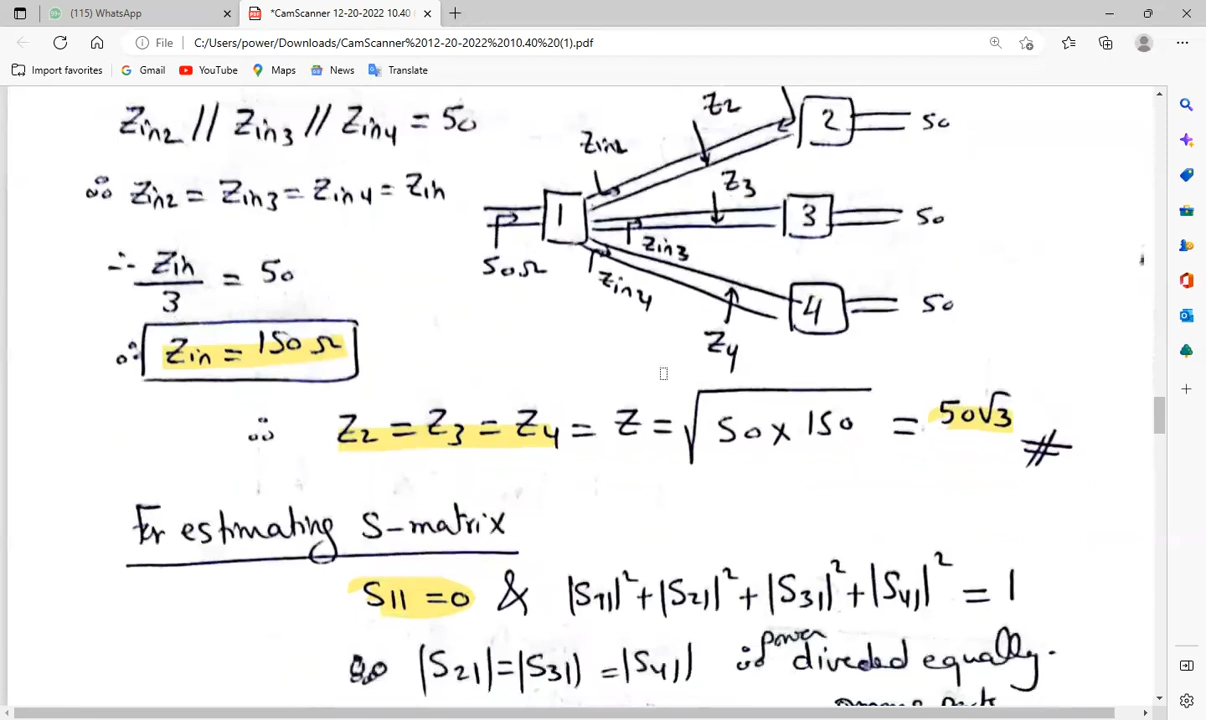 (115) WhatsApp
*CamScanner 12-20-2022 10.40
File
C:/Users/power/Downloads/CamScanner%2012-20-2022%2010.40%20(1).pdf
Import favorites
Gmail
YouTube
Maps
News
Translate
Zin2 // Zin3 // Zin4 = 50
∴ Zin2 = Zin3 = Zin4 = Zin
∴ Zin/3 = 50
∴ Zin = 150 Ω
Z2
Zin2
2
50
Z3
1
3
50
50Ω
Zin3
Zin4
4
50
Z4
∴ Z2 = Z3 = Z4 = Z = √50 x 150 = 50√3 #
For estimating S-matrix
S11 = 0 & |S11|² + |S21|² + |S31|² + |S41|² = 1
∴ |S21| = |S31| = |S41| ∵ power divided equally.